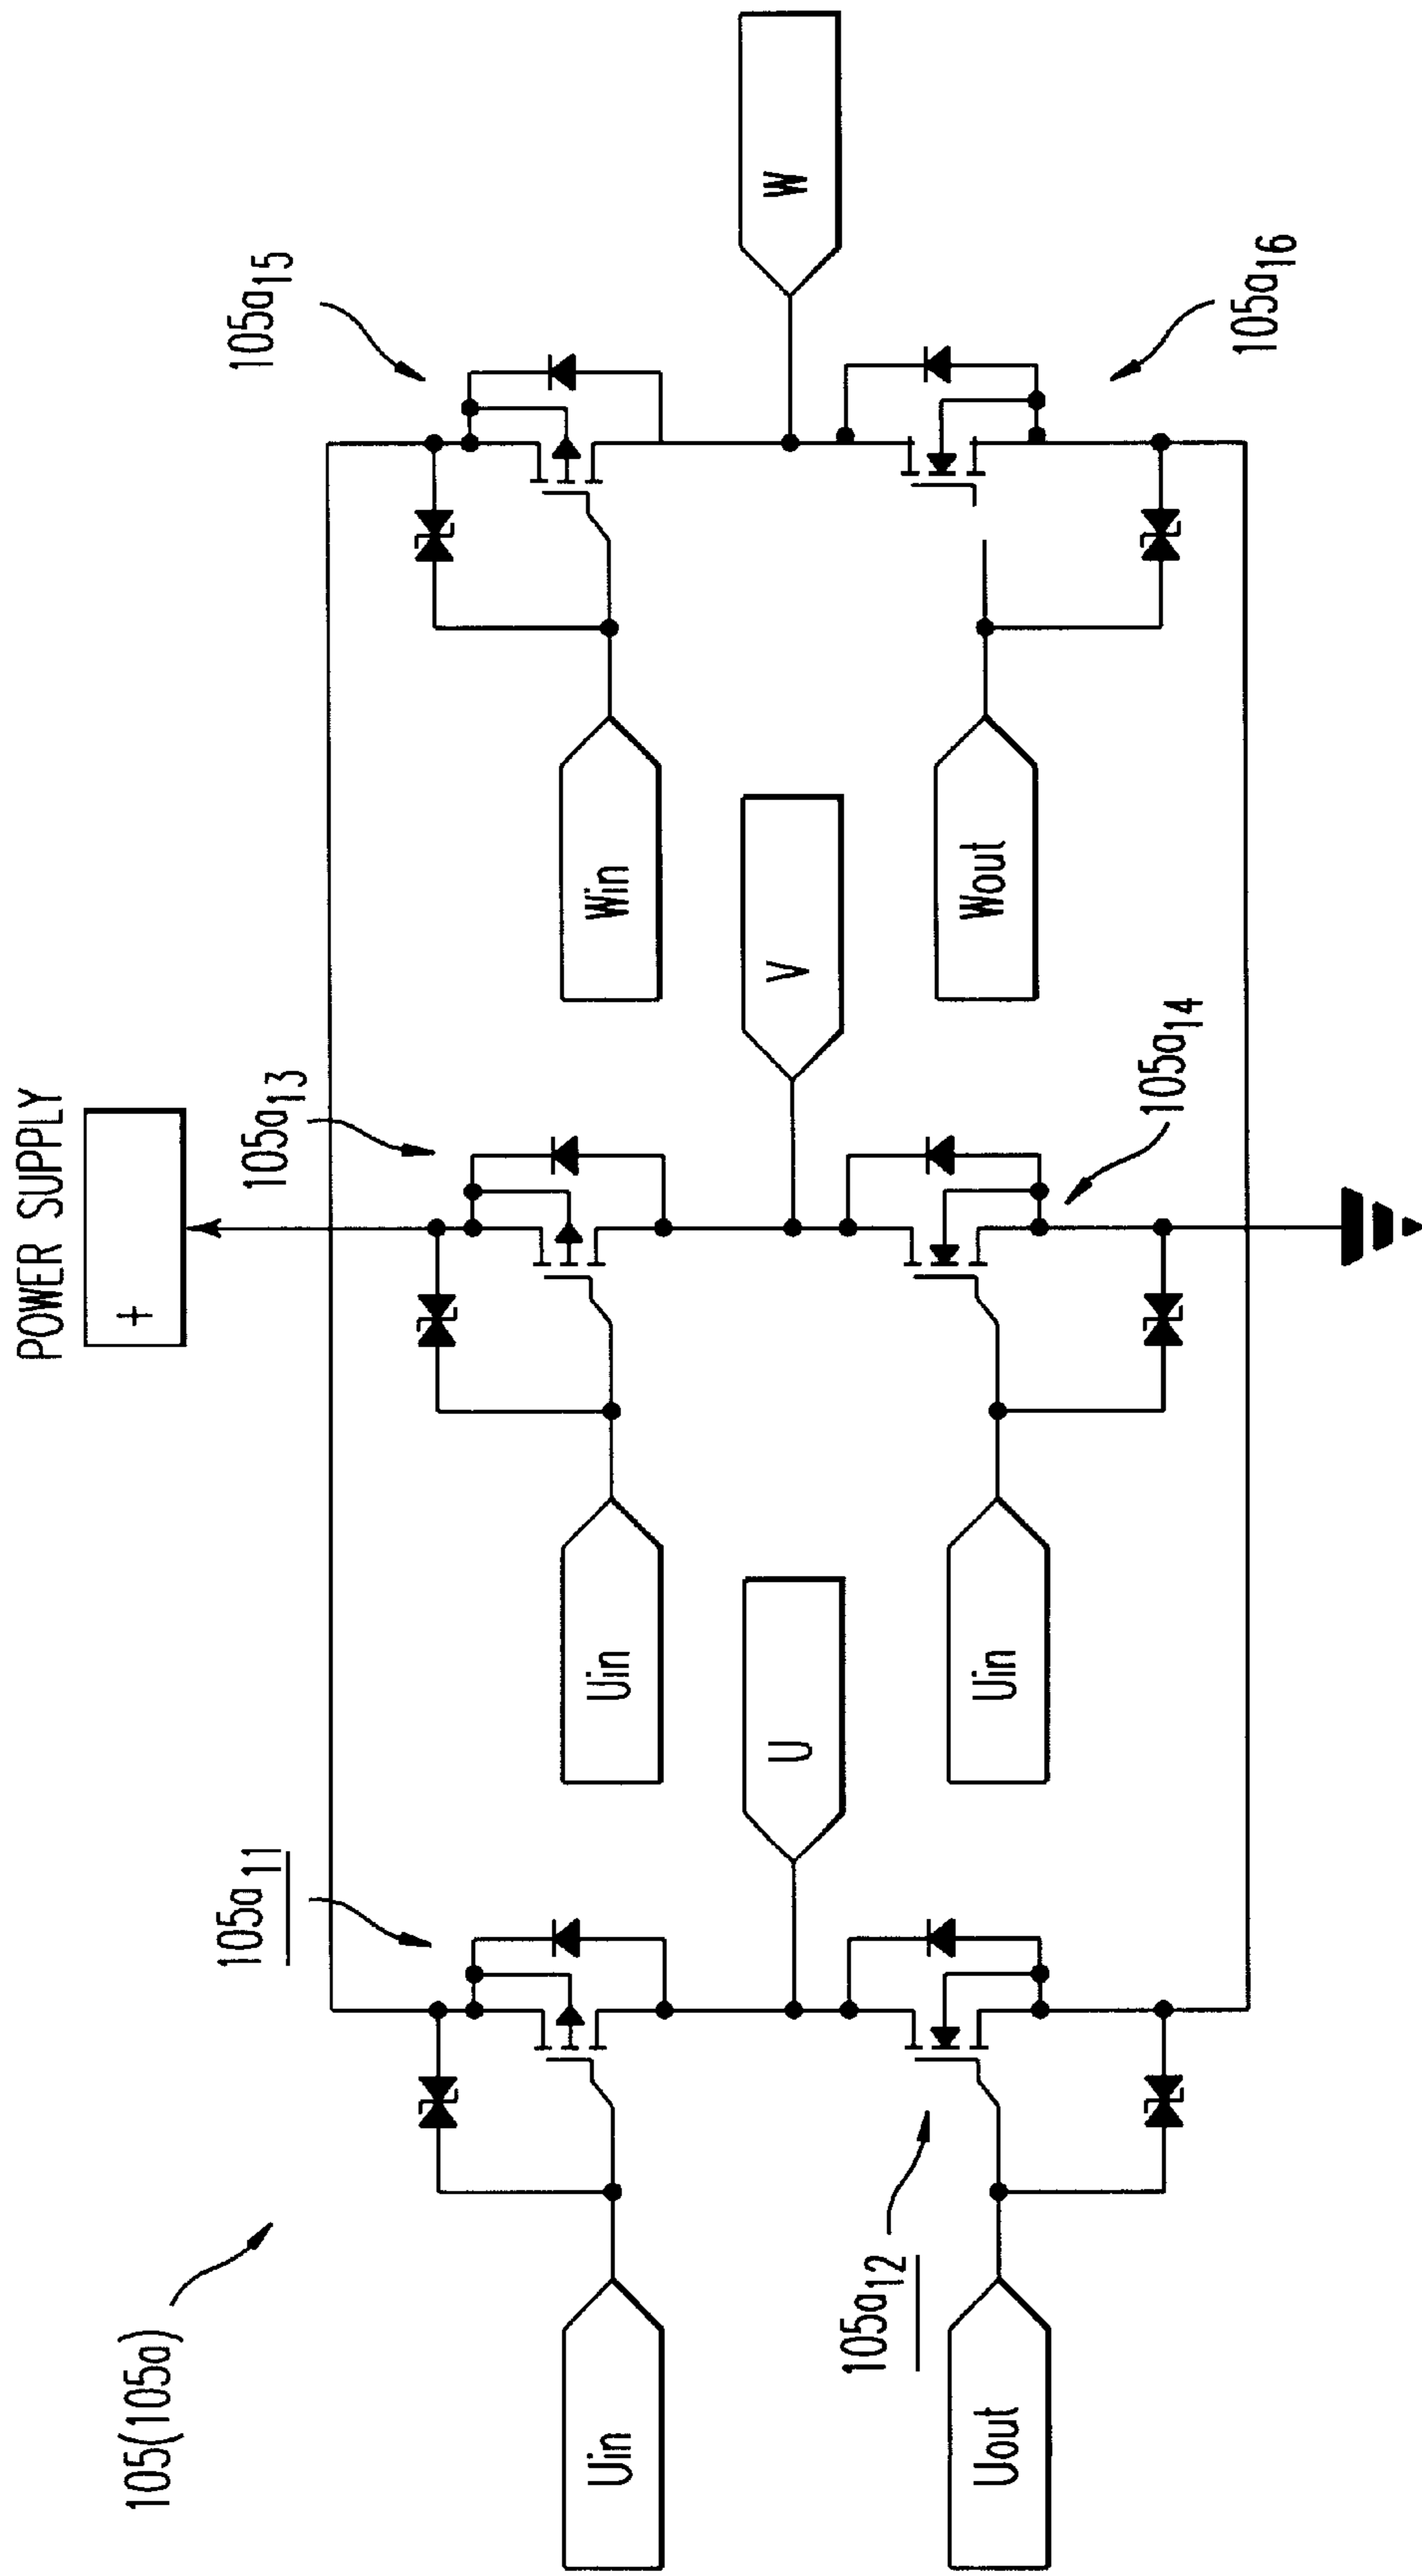 POWER SUPPLY
+
105(105a)
105a11
105a13
105a15
Uin
Uin
Win
U
V
W
Uout
Uin
Wout
105a12
105a14
105a16